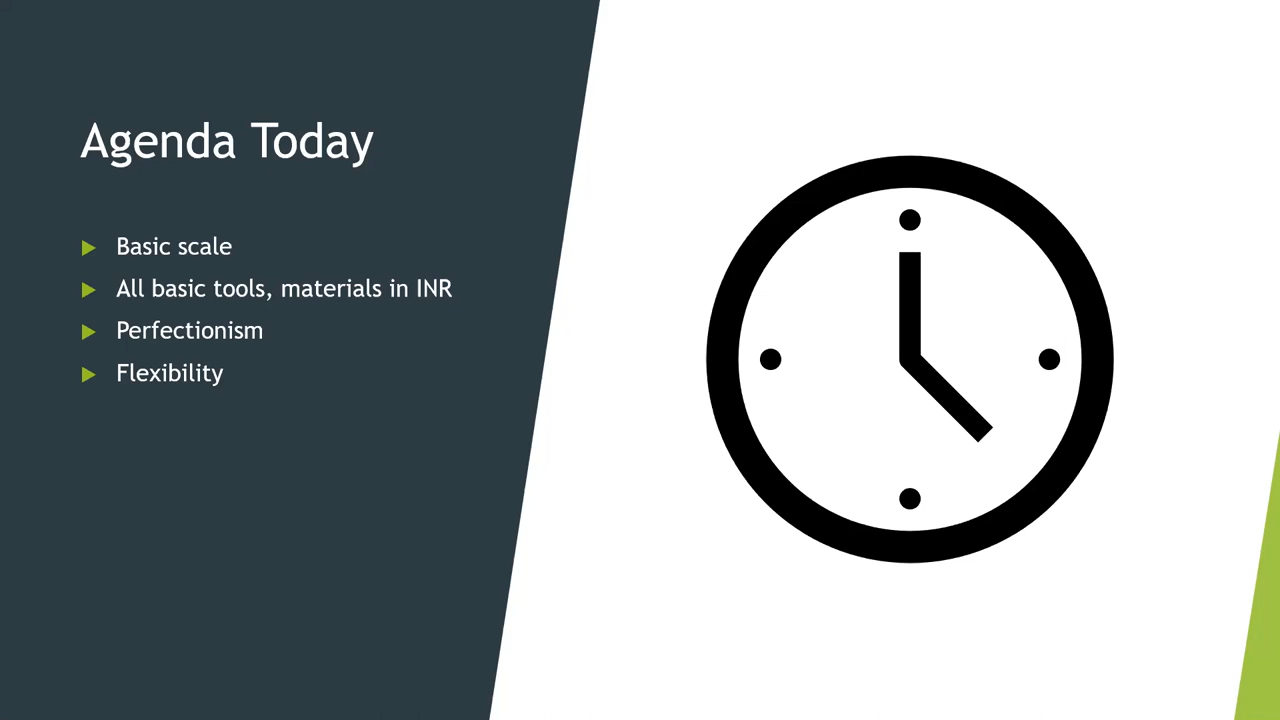 Agenda Today
Basic scale
All basic tools, materials in INR
Perfectionism
Flexibility